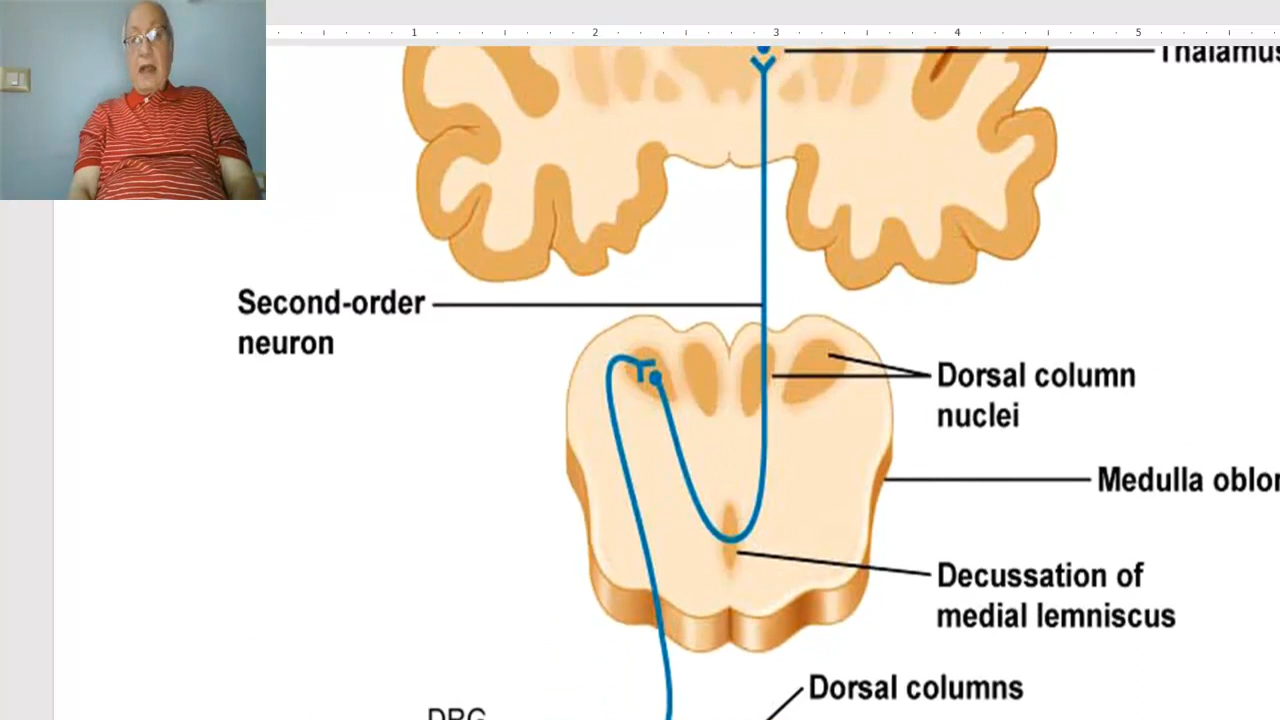 1 2 3 4 5
Thalamus
Second-order
neuron
Dorsal column
nuclei
Medulla oblon
Decussation of
medial lemniscus
Dorsal columns
DRG